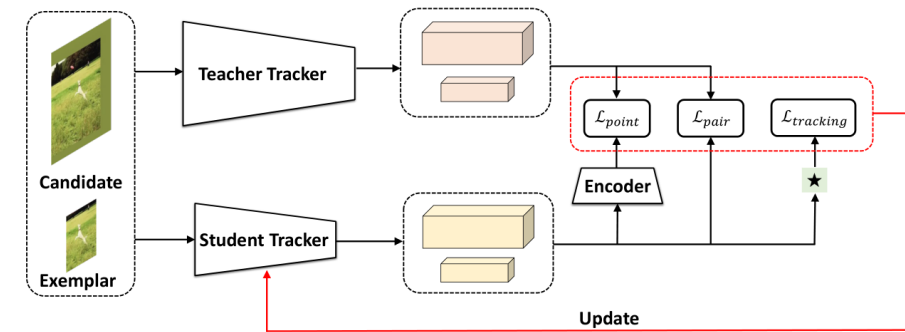 Candidate
Exemplar
Teacher Tracker
Student Tracker
Encoder
ℒ_point
ℒ_pair
ℒ_tracking
★
Update